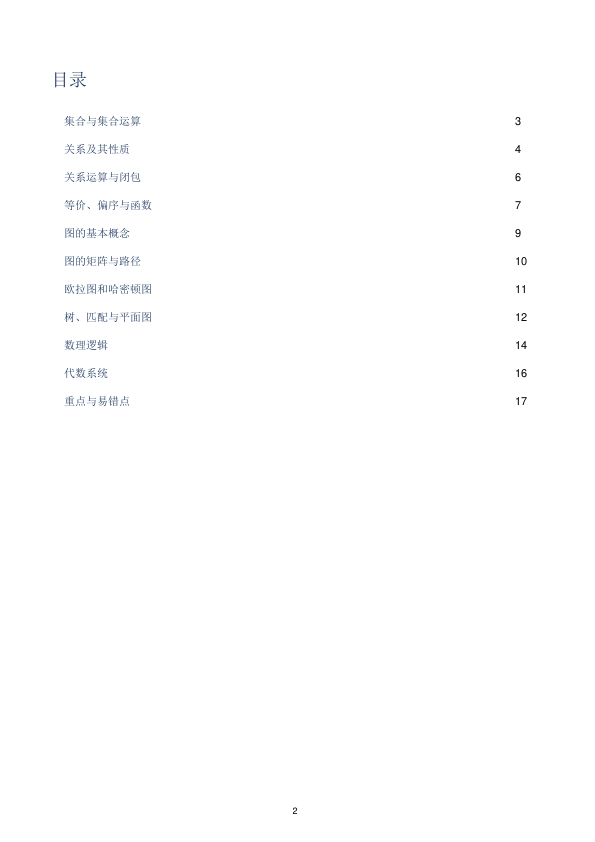 目录
集合与集合运算 3
关系及其性质 4
关系运算与闭包 6
等价、偏序与函数 7
图的基本概念 9
图的矩阵与路径 10
欧拉图和哈密顿图 11
树、匹配与平面图 12
数理逻辑 14
代数系统 16
重点与易错点 17
2